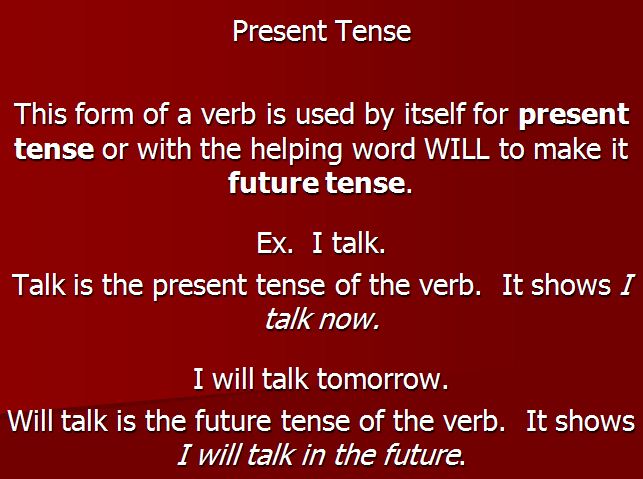 Present Tense
This form of a verb is used by itself for present
tense or with the helping word WILL to make it
future tense.
Ex.  I talk.
Talk is the present tense of the verb.  It shows I
talk now.
I will talk tomorrow.
Will talk is the future tense of the verb.  It shows
I will talk in the future.